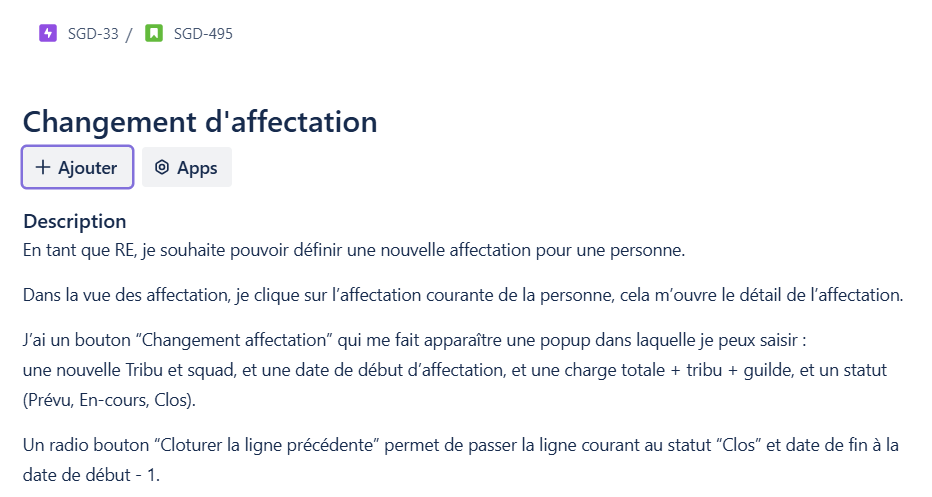 SGD-33 / SGD-495
Changement d'affectation
+ Ajouter Apps
Description
En tant que RE, je souhaite pouvoir définir une nouvelle affectation pour une personne.
Dans la vue des affectation, je clique sur l’affectation courante de la personne, cela m’ouvre le détail de l’affectation.
J’ai un bouton “Changement affectation” qui me fait apparaître une popup dans laquelle je peux saisir :
une nouvelle Tribu et squad, et une date de début d’affectation, et une charge totale + tribu + guilde, et un statut
(Prévu, En-cours, Clos).
Un radio bouton “Cloturer la ligne précédente” permet de passer la ligne courant au statut “Clos” et date de fin à la
date de début - 1.